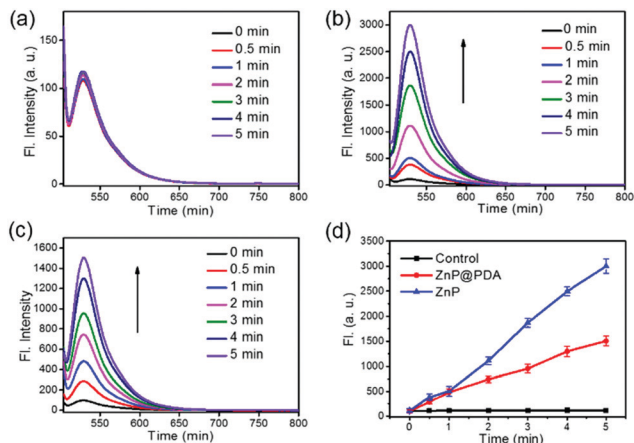 (a)
Fl. Intensity (a. u.)
150
100
50
0
0 min
0.5 min
1 min
2 min
3 min
4 min
5 min
550 600 650 700 750 800
Time (min)
(b)
Fl. Intensity (a. u.)
3000
2500
2000
1500
1000
500
0
0 min
0.5 min
1 min
2 min
3 min
4 min
5 min
550 600 650 700 750 800
Time (min)
(c)
Fl. Intensity
1600
1400
1200
1000
800
600
400
200
0
0 min
0.5 min
1 min
2 min
3 min
4 min
5 min
550 600 650 700 750 800
Time (min)
(d)
Fl. (a. u.)
3500
3000
2500
2000
1500
1000
500
0
Control
ZnP@PDA
ZnP
0 1 2 3 4 5
Time (min)